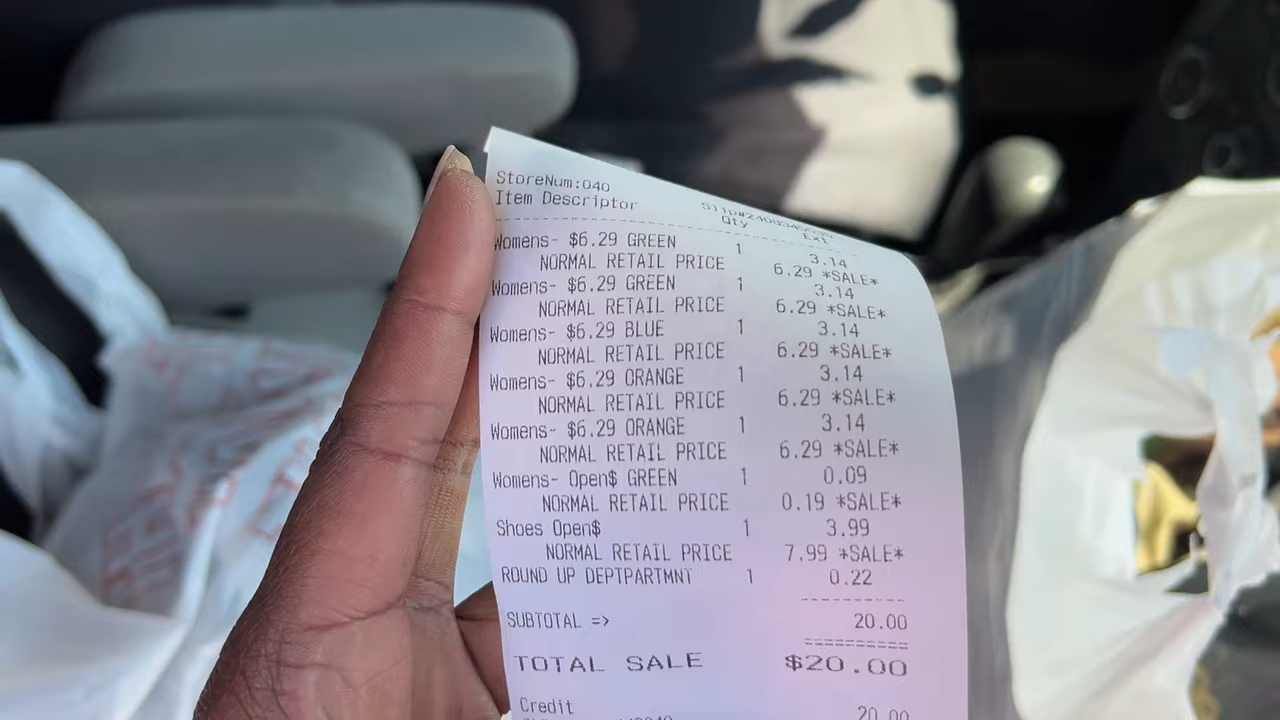 StoreNum:040
Item Descriptor Qty Ext
Womens- $6.29 GREEN 1 3.14
NORMAL RETAIL PRICE 6.29 *SALE*
Womens- $6.29 GREEN 1 3.14
NORMAL RETAIL PRICE 6.29 *SALE*
Womens- $6.29 BLUE 1 3.14
NORMAL RETAIL PRICE 6.29 *SALE*
Womens- $6.29 ORANGE 1 3.14
NORMAL RETAIL PRICE 6.29 *SALE*
Womens- $6.29 ORANGE 1 3.14
NORMAL RETAIL PRICE 6.29 *SALE*
Womens- Open$ GREEN 1 0.09
NORMAL RETAIL PRICE 0.19 *SALE*
Shoes Open$ 1 3.99
NORMAL RETAIL PRICE 7.99 *SALE*
ROUND UP DEPTPARTMNT 1 0.22
SUBTOTAL => 20.00
TOTAL SALE $20.00
Credit 20.00